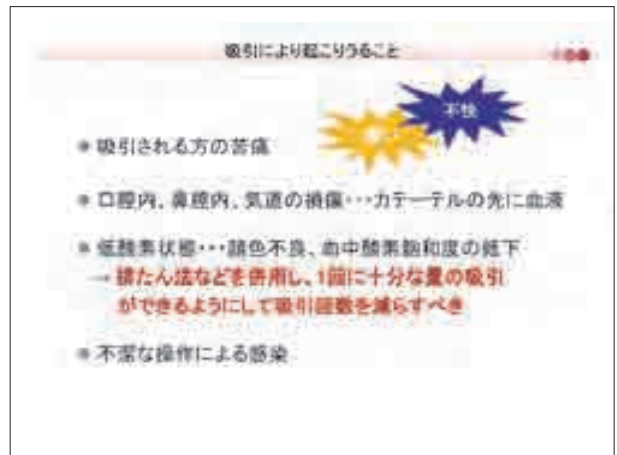 吸引により起こりうること
不快
● 吸引される方の苦痛
● 口腔内、鼻腔内、気道の損傷・・・カテーテルの先に血液
● 低酸素状態・・・顔色不良、血中酸素飽和度の低下
→ 排たん法などを併用し、1回に十分な量の吸引
ができるようにして吸引回数を減らすべき
● 不潔な操作による感染